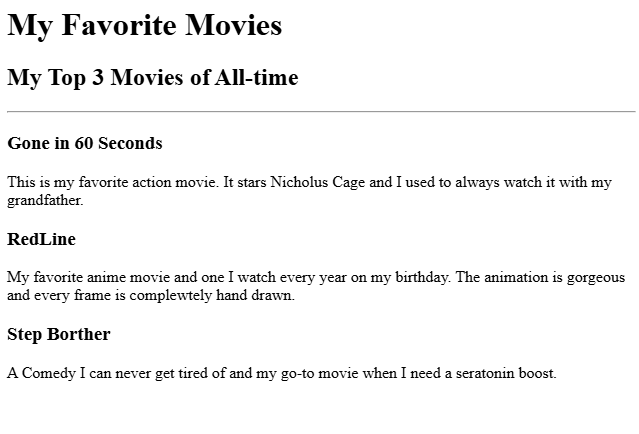 My Favorite Movies
My Top 3 Movies of All-time
Gone in 60 Seconds
This is my favorite action movie. It stars Nicholus Cage and I used to always watch it with my
grandfather.
RedLine
My favorite anime movie and one I watch every year on my birthday. The animation is gorgeous
and every frame is complewtely hand drawn.
Step Borther
A Comedy I can never get tired of and my go-to movie when I need a seratonin boost.